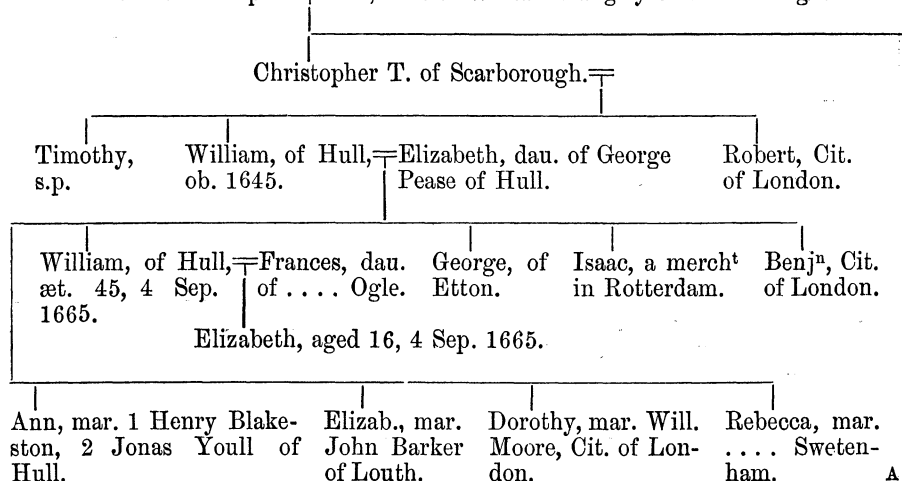 Christopher T. of Scarborough.
Timothy, s.p.
William, of Hull, ob. 1645.
Elizabeth, dau. of George Pease of Hull.
Robert, Cit. of London.
William, of Hull, æt. 45, 4 Sep. 1665.
Frances, dau. of .... Ogle.
George, of Etton.
Isaac, a mercht in Rotterdam.
Benjn, Cit. of London.
Elizabeth, aged 16, 4 Sep. 1665.
Ann, mar. 1 Henry Blake-
ston, 2 Jonas Youll of
Hull.
Elizab., mar.
John Barker
of Louth.
Dorothy, mar. Will.
Moore, Cit. of Lon-
don.
Rebecca, mar.
.... Sweten-
ham.
A